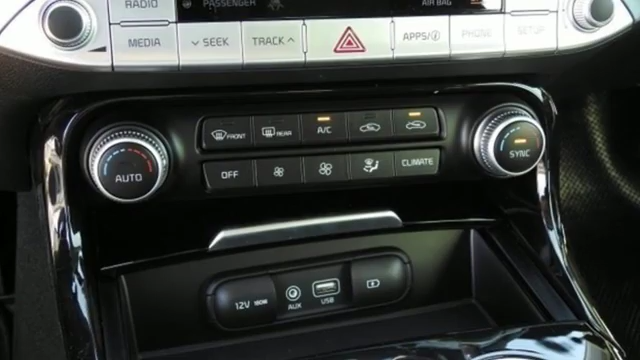 PASSENGER AIR BAG
RADIO
MEDIA ∨ SEEK TRACK ∧ APPS/i PHONE SETUP
FRONT REAR A/C
AUTO SYNC
OFF CLIMATE
12V 180W AUX USB